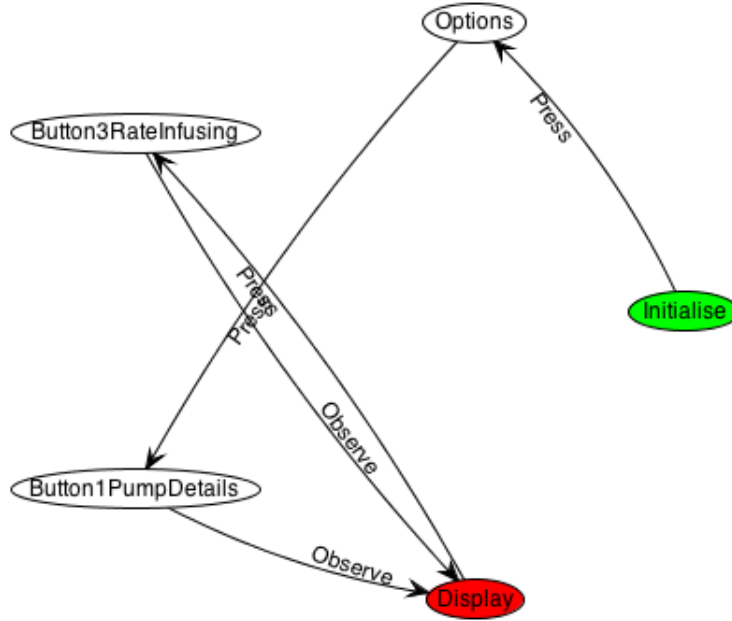 Options
Press
Button3RateInfusing
Press
Press
Initialise
Observe
Button1PumpDetails
Observe
Display